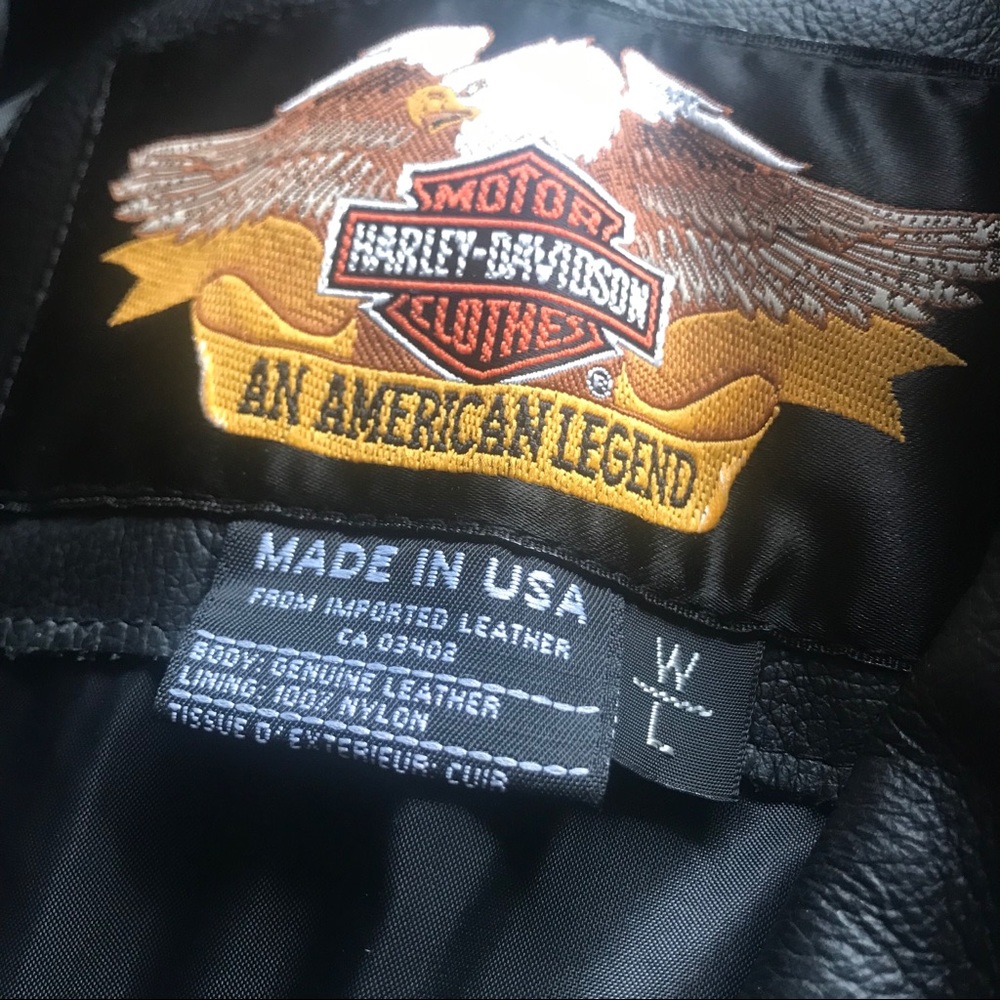 MOTOR
HARLEY-DAVIDSON
CLOTHES
®
AN AMERICAN LEGEND
MADE IN USA
FROM IMPORTED LEATHER
CA 03402
BODY: GENUINE LEATHER
LINING: 100% NYLON
TISSUE D' EXTERIEUR: CUIR
W
L